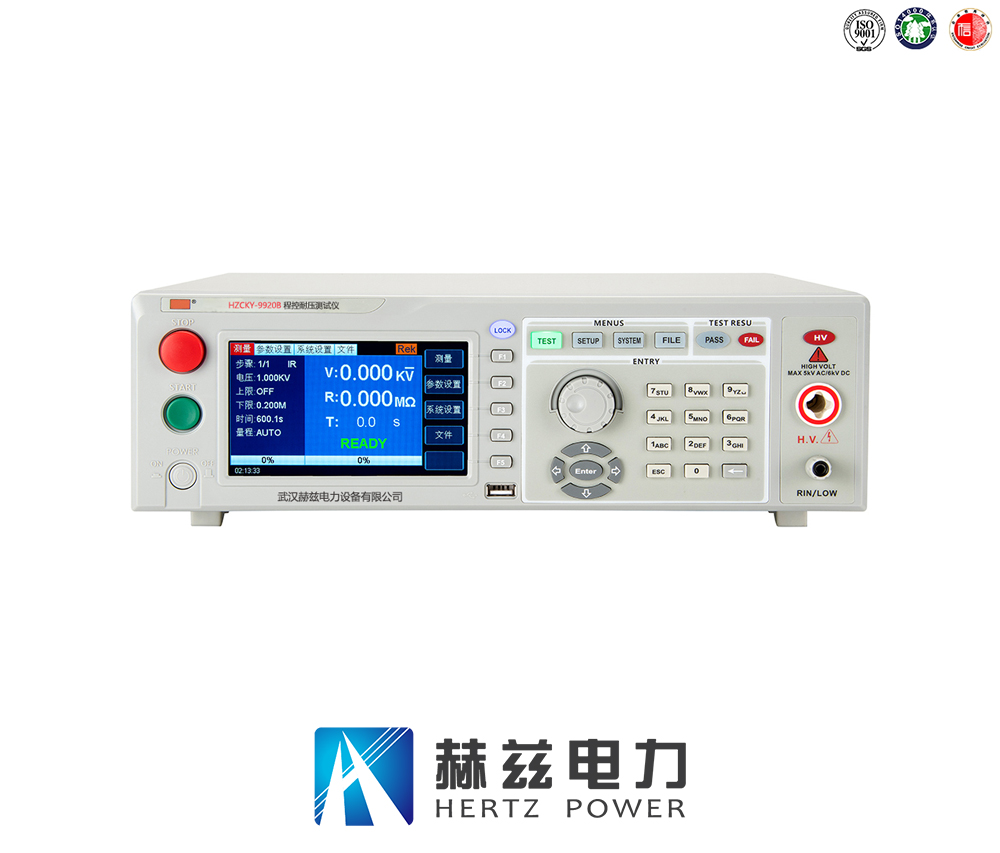 ISO
9001
SGS
ISO14000
信
HZCKY-9920B 程控耐压测试仪
STOP
START
POWER
ON
测量 参数设置 系统设置 文件 Rek
步骤: 1/1 IR
电压: 1.000KV
上限: OFF
下限: 0.200M
时间: 600.1s
量程: AUTO
V: 0.000 KV
R: 0.000 MΩ
T: 0.0 s
READY
0% 0%
02:13:33
测量
参数设置
系统设置
文件
武汉赫兹电力设备有限公司
LOCK
F1
F2
F3
F4
F5
MENUS
TEST RESU
TEST SETUP SYSTEM FILE PASS FAIL
ENTRY
7STU 8VWX 9YZ
4JKL 5MNO 6PQR
1ABC 2DEF 3GHI
ESC 0
Enter
HV
HIGH VOLT
MAX 5kV AC/6kV DC
H.V.
RIN/LOW
赫兹电力
HERTZ POWER